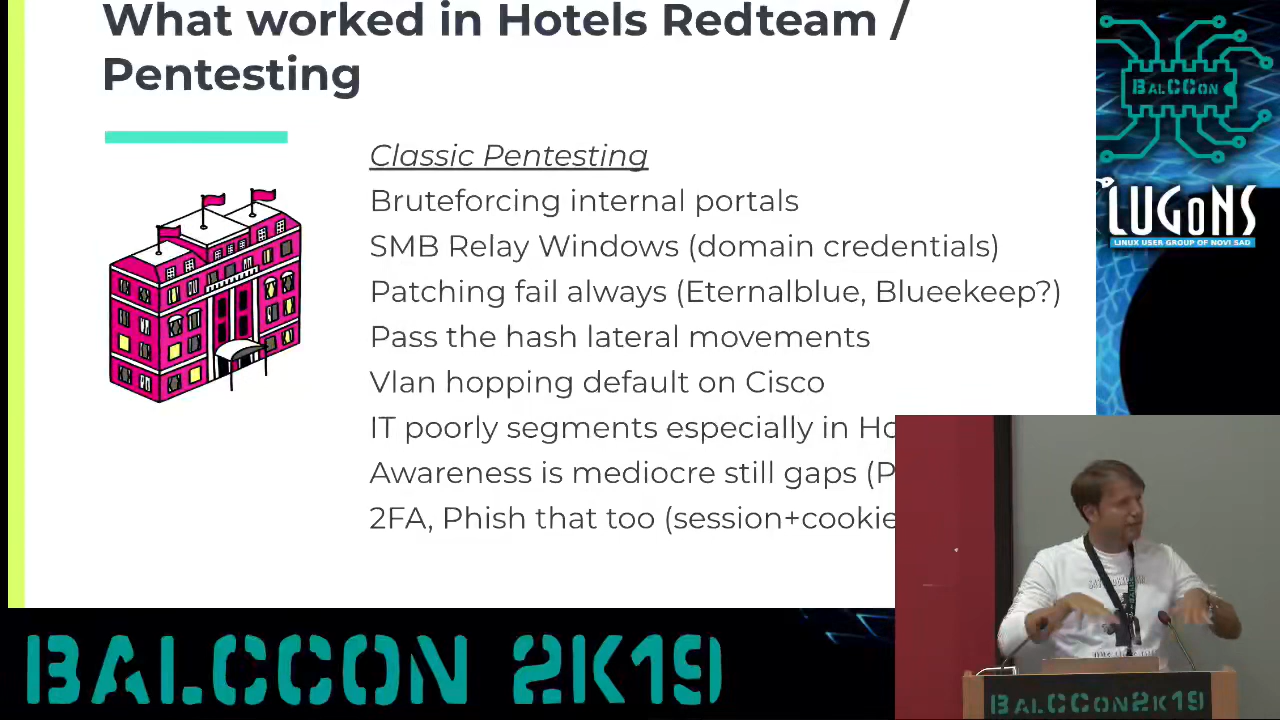 What worked in Hotels Redteam /
Pentesting
Classic Pentesting
Bruteforcing internal portals
SMB Relay Windows (domain credentials)
Patching fail always (Eternalblue, Blueekeep?)
Pass the hash lateral movements
Vlan hopping default on Cisco
IT poorly segments especially in
Awareness is mediocre still gaps (P
2FA, Phish that too (session+cookie
BALCCON
LUGONS
LINUX USER GROUP OF NOVI SAD
BALCCON 2K19
BALCCON2K19